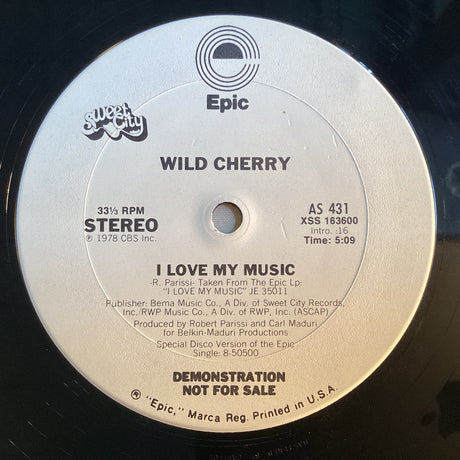 Epic
Sweet City
WILD CHERRY
33⅓ RPM
STEREO
℗ 1978 CBS Inc.
AS 431
XSS 163600
Intro. :16
Time: 5:09
I LOVE MY MUSIC
-R. Parissi- Taken From The Epic Lp:
"I LOVE MY MUSIC" JE 35011
Publisher: Bema Music Co., A Div. of Sweet City Records,
Inc./RWP Music Co., A Div. of RWP, Inc. (ASCAP)
Produced by Robert Parissi and Carl Maduri
for Belkin-Maduri Productions
Special Disco Version of the Epic
Single: 8-50500
DEMONSTRATION
NOT FOR SALE
® "Epic," Marca Reg. Printed in U.S.A.